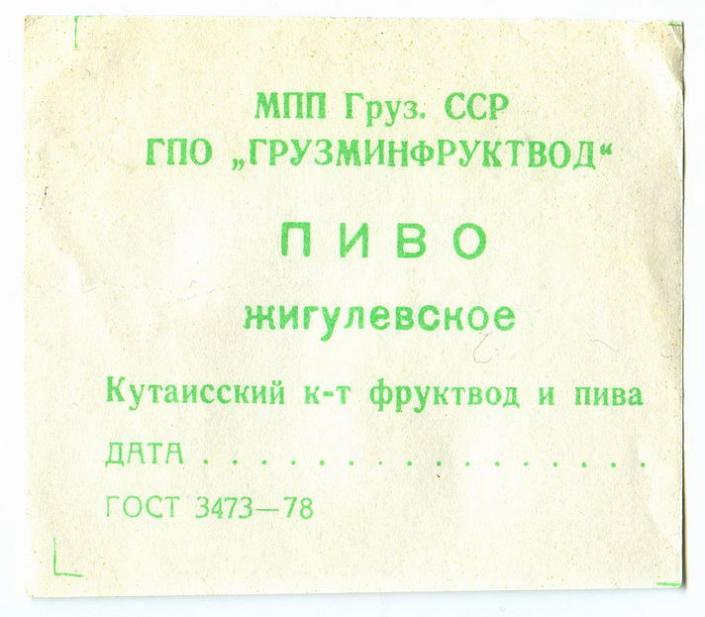 МПП Груз. ССР
ГПО „ГРУЗМИНФРУКТВОД“
ПИВО
жигулевское
Кутаисский к-т фруктвод и пива
ДАТА . . . . . . . . . . . . . . . .
ГОСТ 3473—78